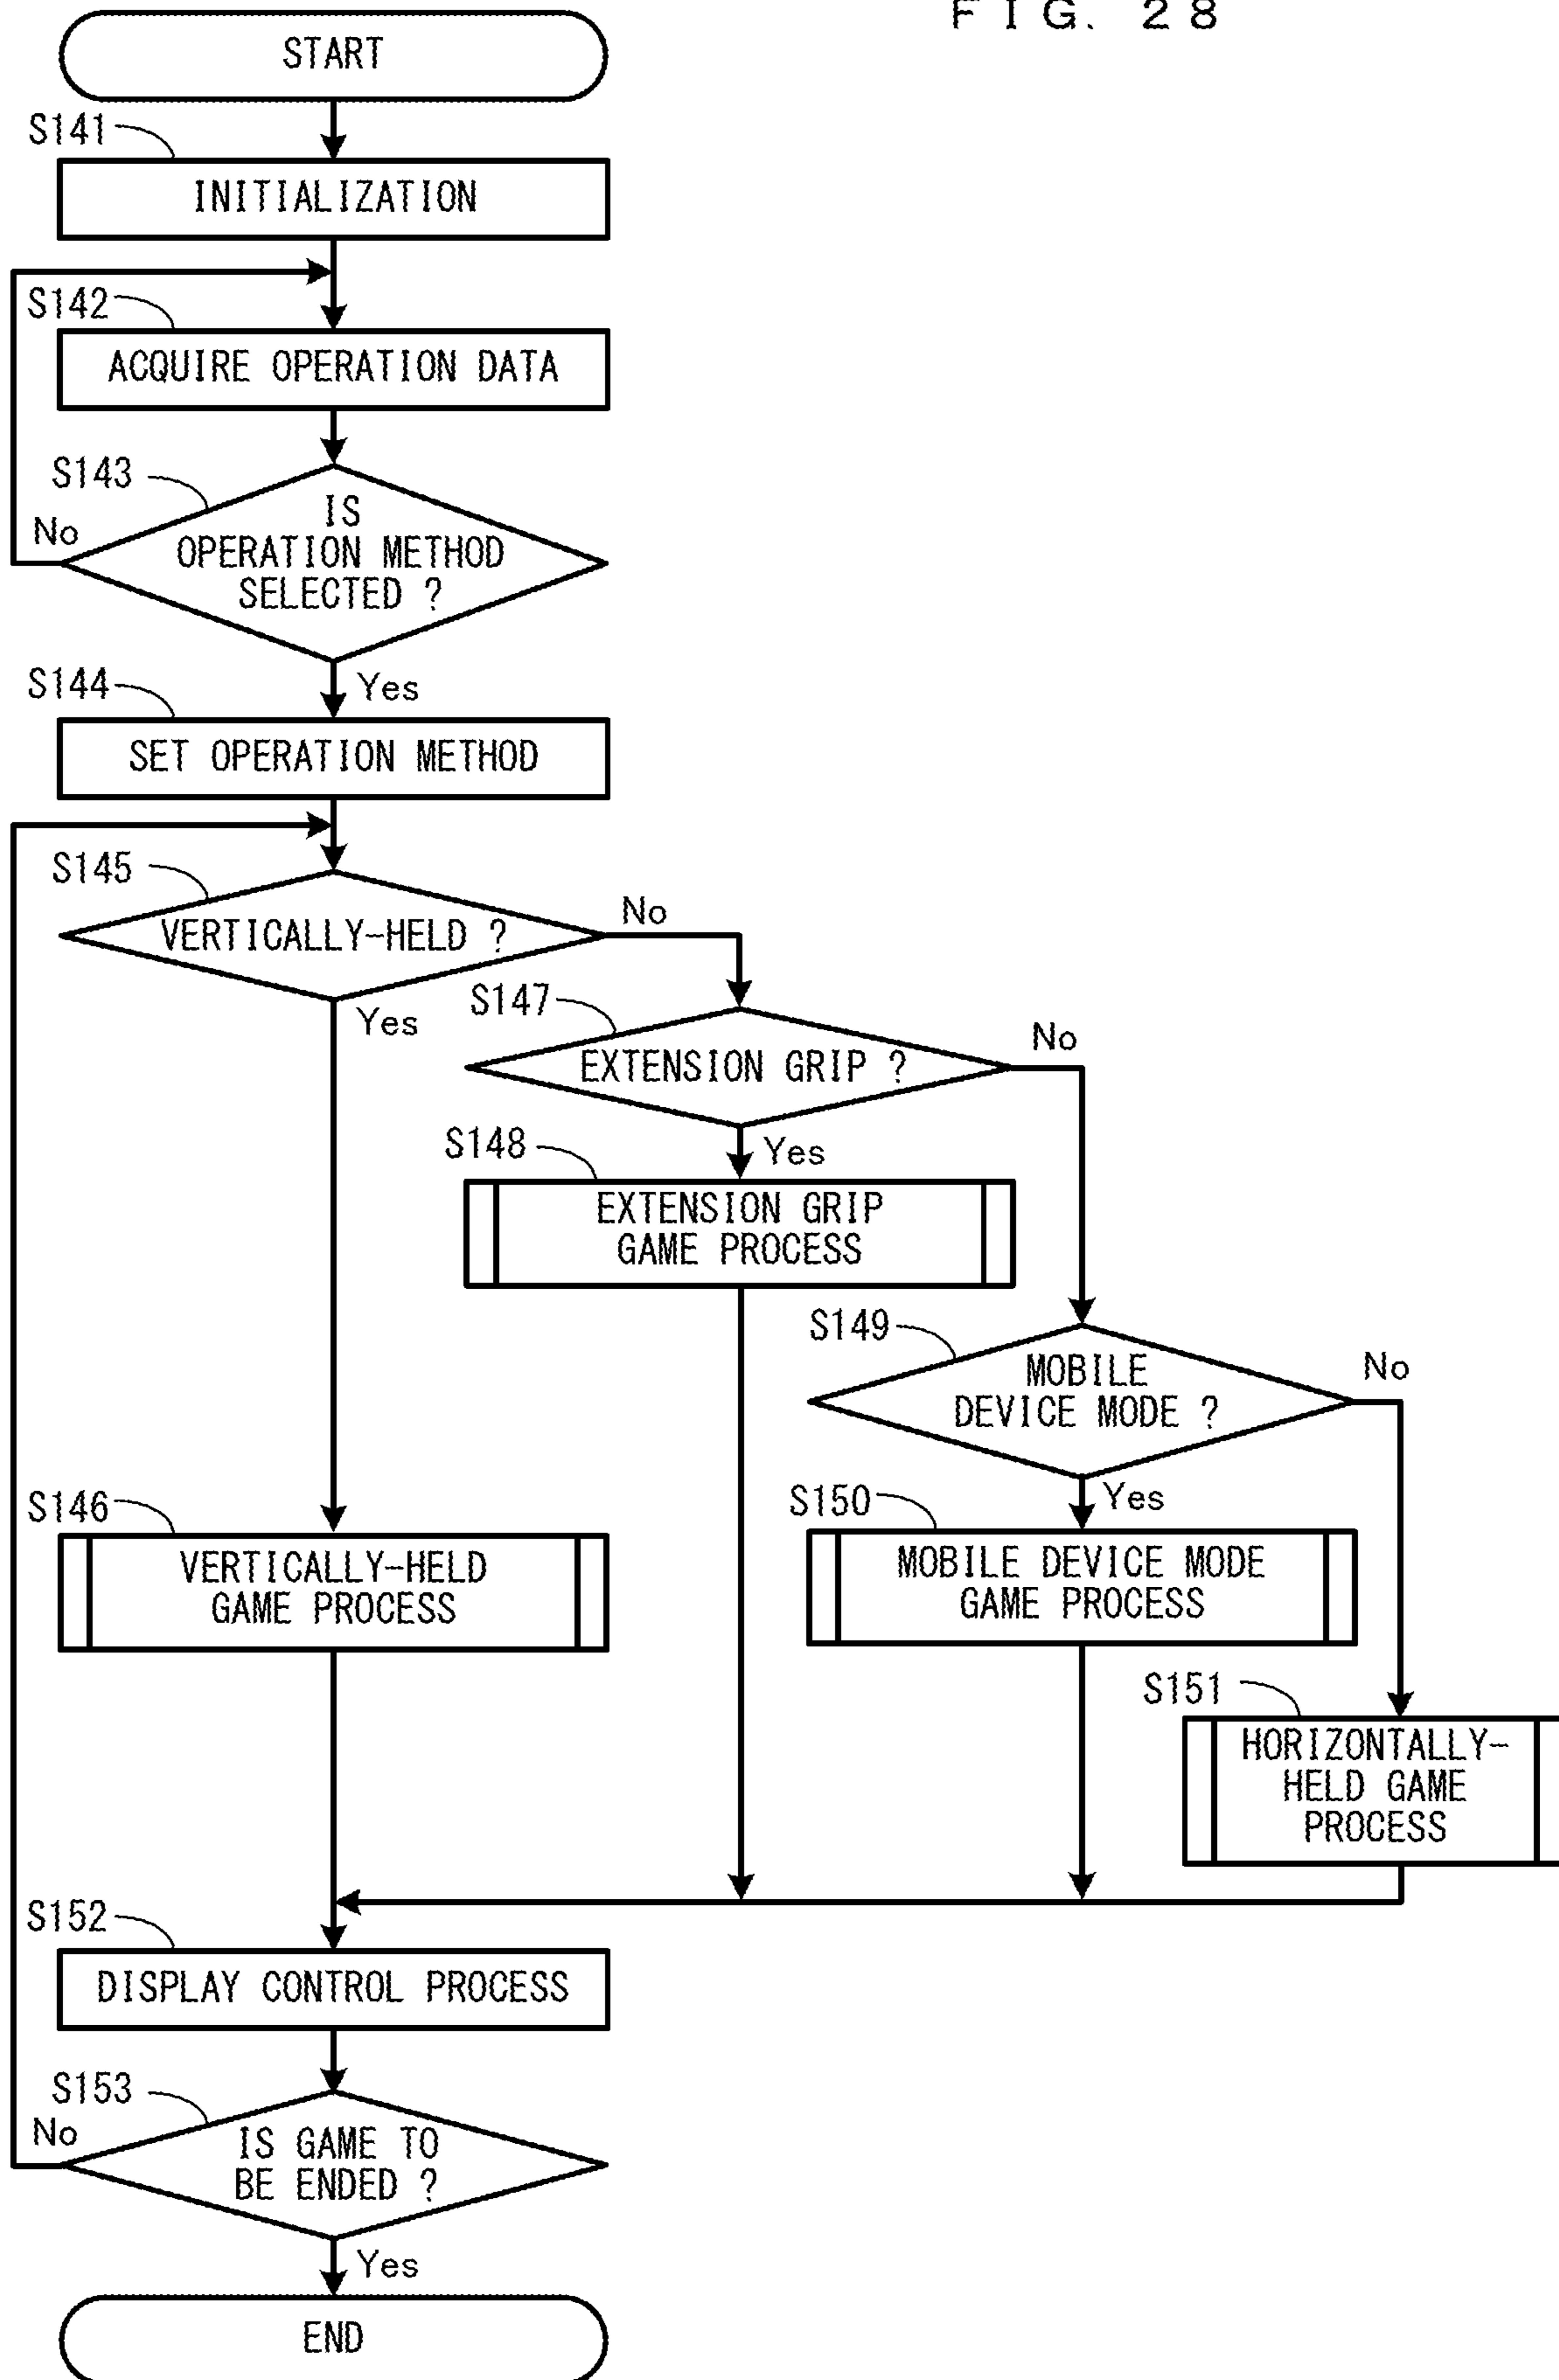 FIG. 28
START
S141
INITIALIZATION
S142
ACQUIRE OPERATION DATA
S143
IS
OPERATION METHOD
SELECTED ?
No
Yes
S144
SET OPERATION METHOD
S145
VERTICALLY-HELD ?
No
Yes
S147
EXTENSION GRIP ?
No
Yes
S148
EXTENSION GRIP
GAME PROCESS
S149
MOBILE
DEVICE MODE ?
No
Yes
S146
VERTICALLY-HELD
GAME PROCESS
S150
MOBILE DEVICE MODE
GAME PROCESS
S151
HORIZONTALLY-
HELD GAME
PROCESS
S152
DISPLAY CONTROL PROCESS
S153
IS GAME TO
BE ENDED ?
No
Yes
END